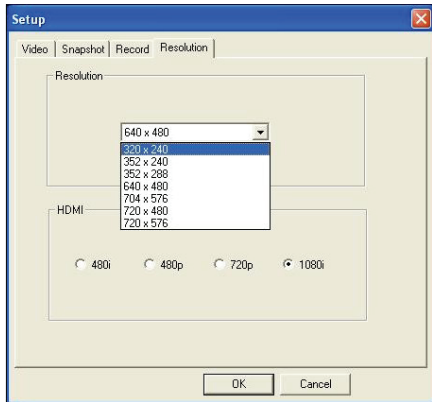 Setup
Video Snapshot Record Resolution
Resolution
640 x 480
320 x 240
352 x 240
352 x 288
640 x 480
704 x 576
720 x 480
720 x 576
HDMI
480i 480p 720p 1080i
OK Cancel